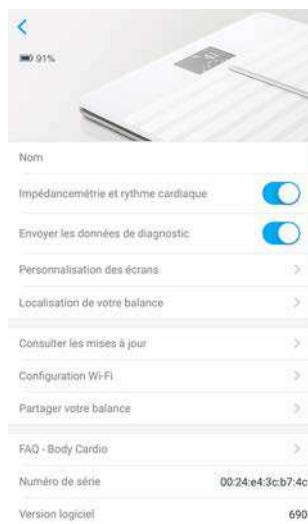 91%
Nom
Impédancemétrie et rythme cardiaque
Envoyer les données de diagnostic
Personnalisation des écrans
Localisation de votre balance
Consulter les mises à jour
Configuration Wi-Fi
Partager votre balance
FAQ - Body Cardio
Numéro de série 00:24:e4:3c:b7:4c
Version logiciel 690